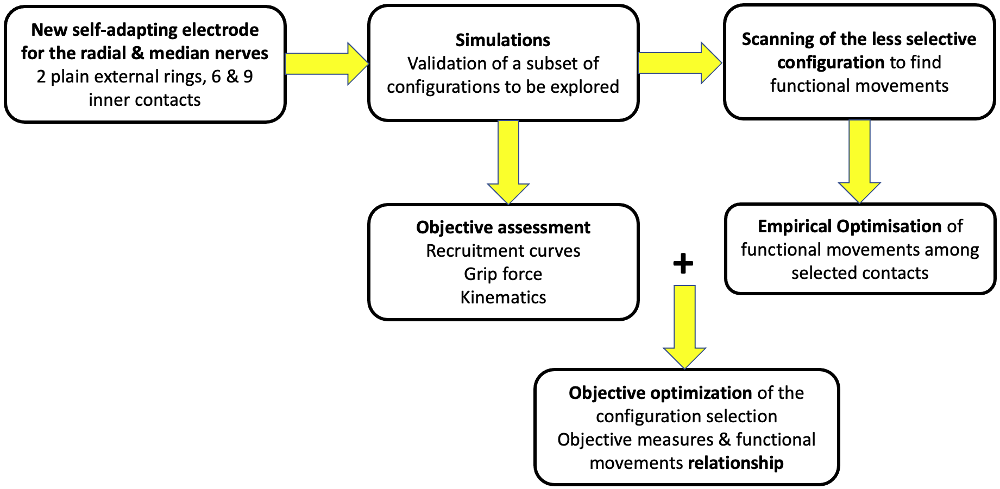 New self-adapting electrode
for the radial & median nerves
2 plain external rings, 6 & 9
inner contacts
Simulations
Validation of a subset of
configurations to be explored
Scanning of the less selective
configuration to find
functional movements
Objective assessment
Recruitment curves
Grip force
Kinematics
+
Empirical Optimisation of
functional movements among
selected contacts
Objective optimization of the
configuration selection
Objective measures & functional
movements relationship